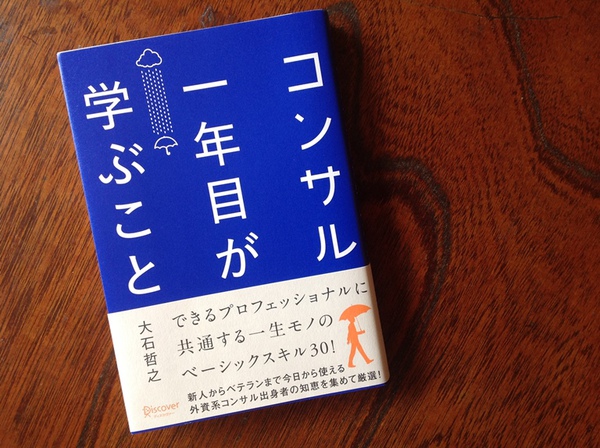 コンサル
一年目が
学ぶこと
大石哲之
できるプロフェッショナルに
共通する一生モノの
ベーシックスキル30!
新人からベテランまで今日から使える
外資系コンサル出身者の知恵を集めて厳選!
Discover